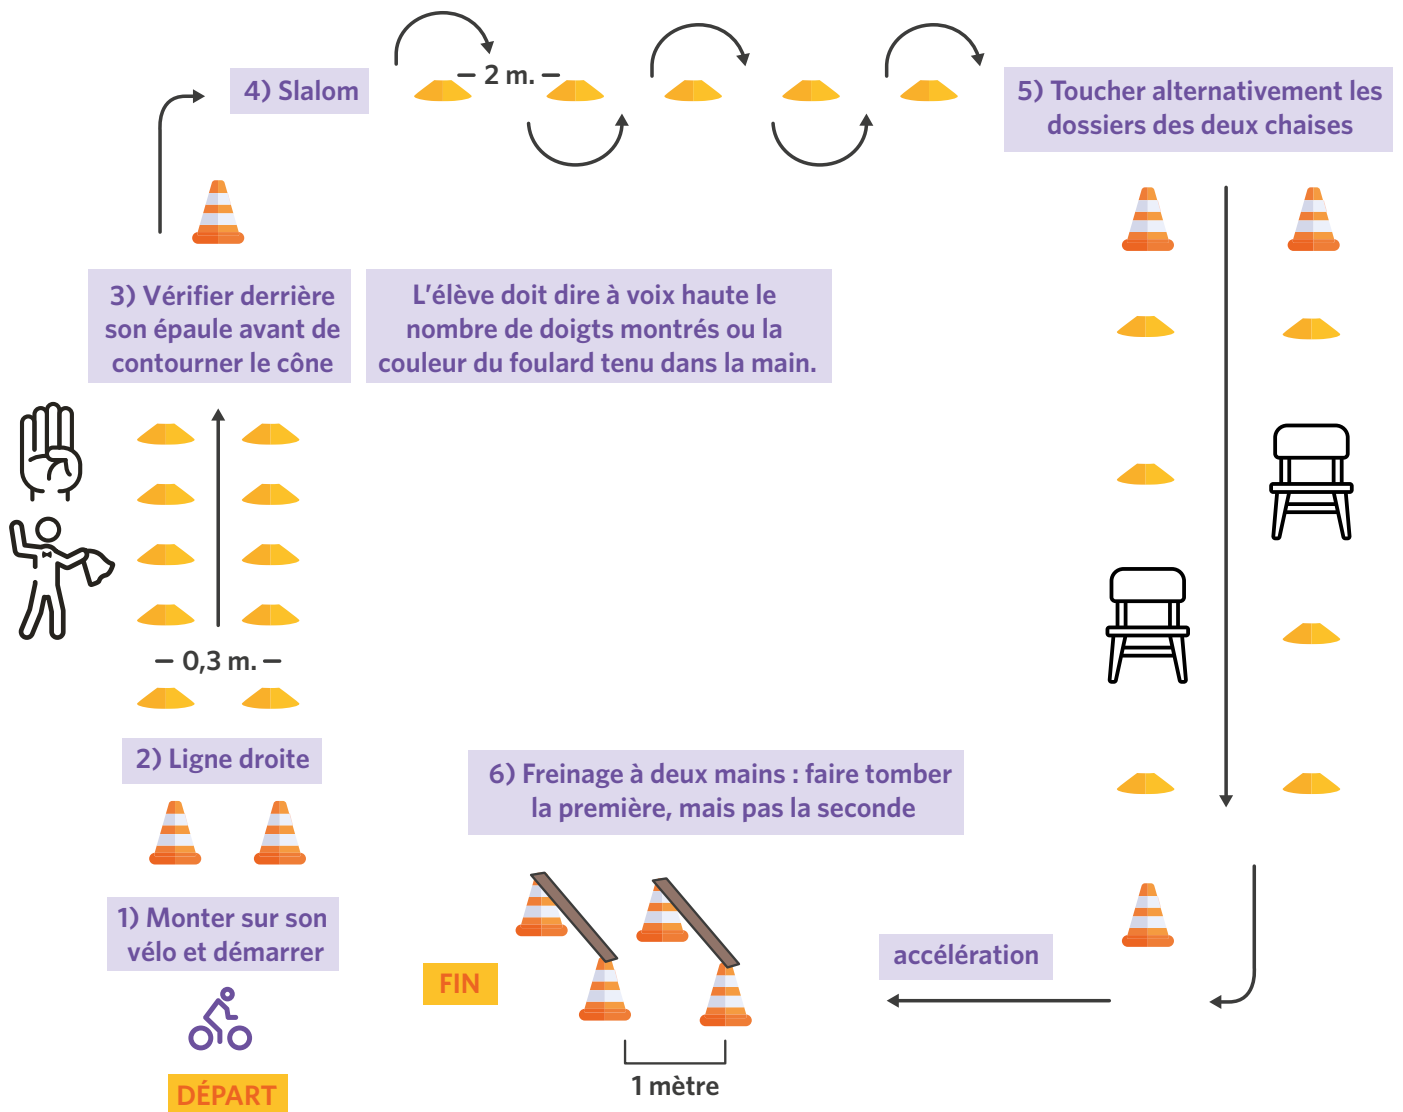 4) Slalom
2 m.
5) Toucher alternativement les
dossiers des deux chaises
3) Vérifier derrière
son épaule avant de
contourner le cône
L'élève doit dire à voix haute le
nombre de doigts montrés ou la
couleur du foulard tenu dans la main.
0,3 m.
2) Ligne droite
6) Freinage à deux mains : faire tomber
la première, mais pas la seconde
1) Monter sur son
vélo et démarrer
accélération
FIN
1 mètre
DÉPART